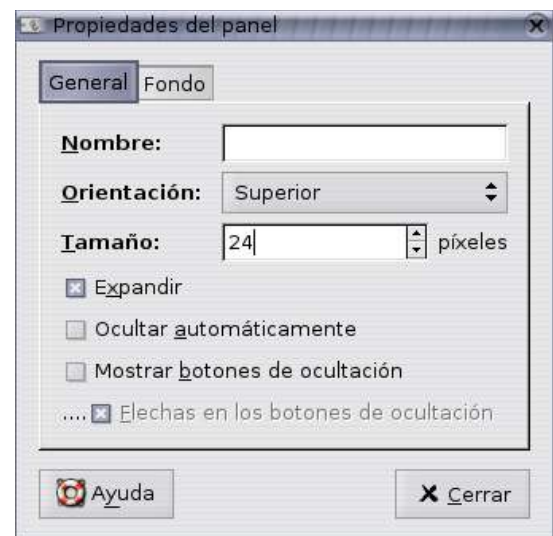 Propiedades del panel
General Fondo
Nombre:
Orientación: Superior
Tamaño: 24 píxeles
Expandir
Ocultar automáticamente
Mostrar botones de ocultación
.... Flechas en los botones de ocultación
Ayuda Cerrar